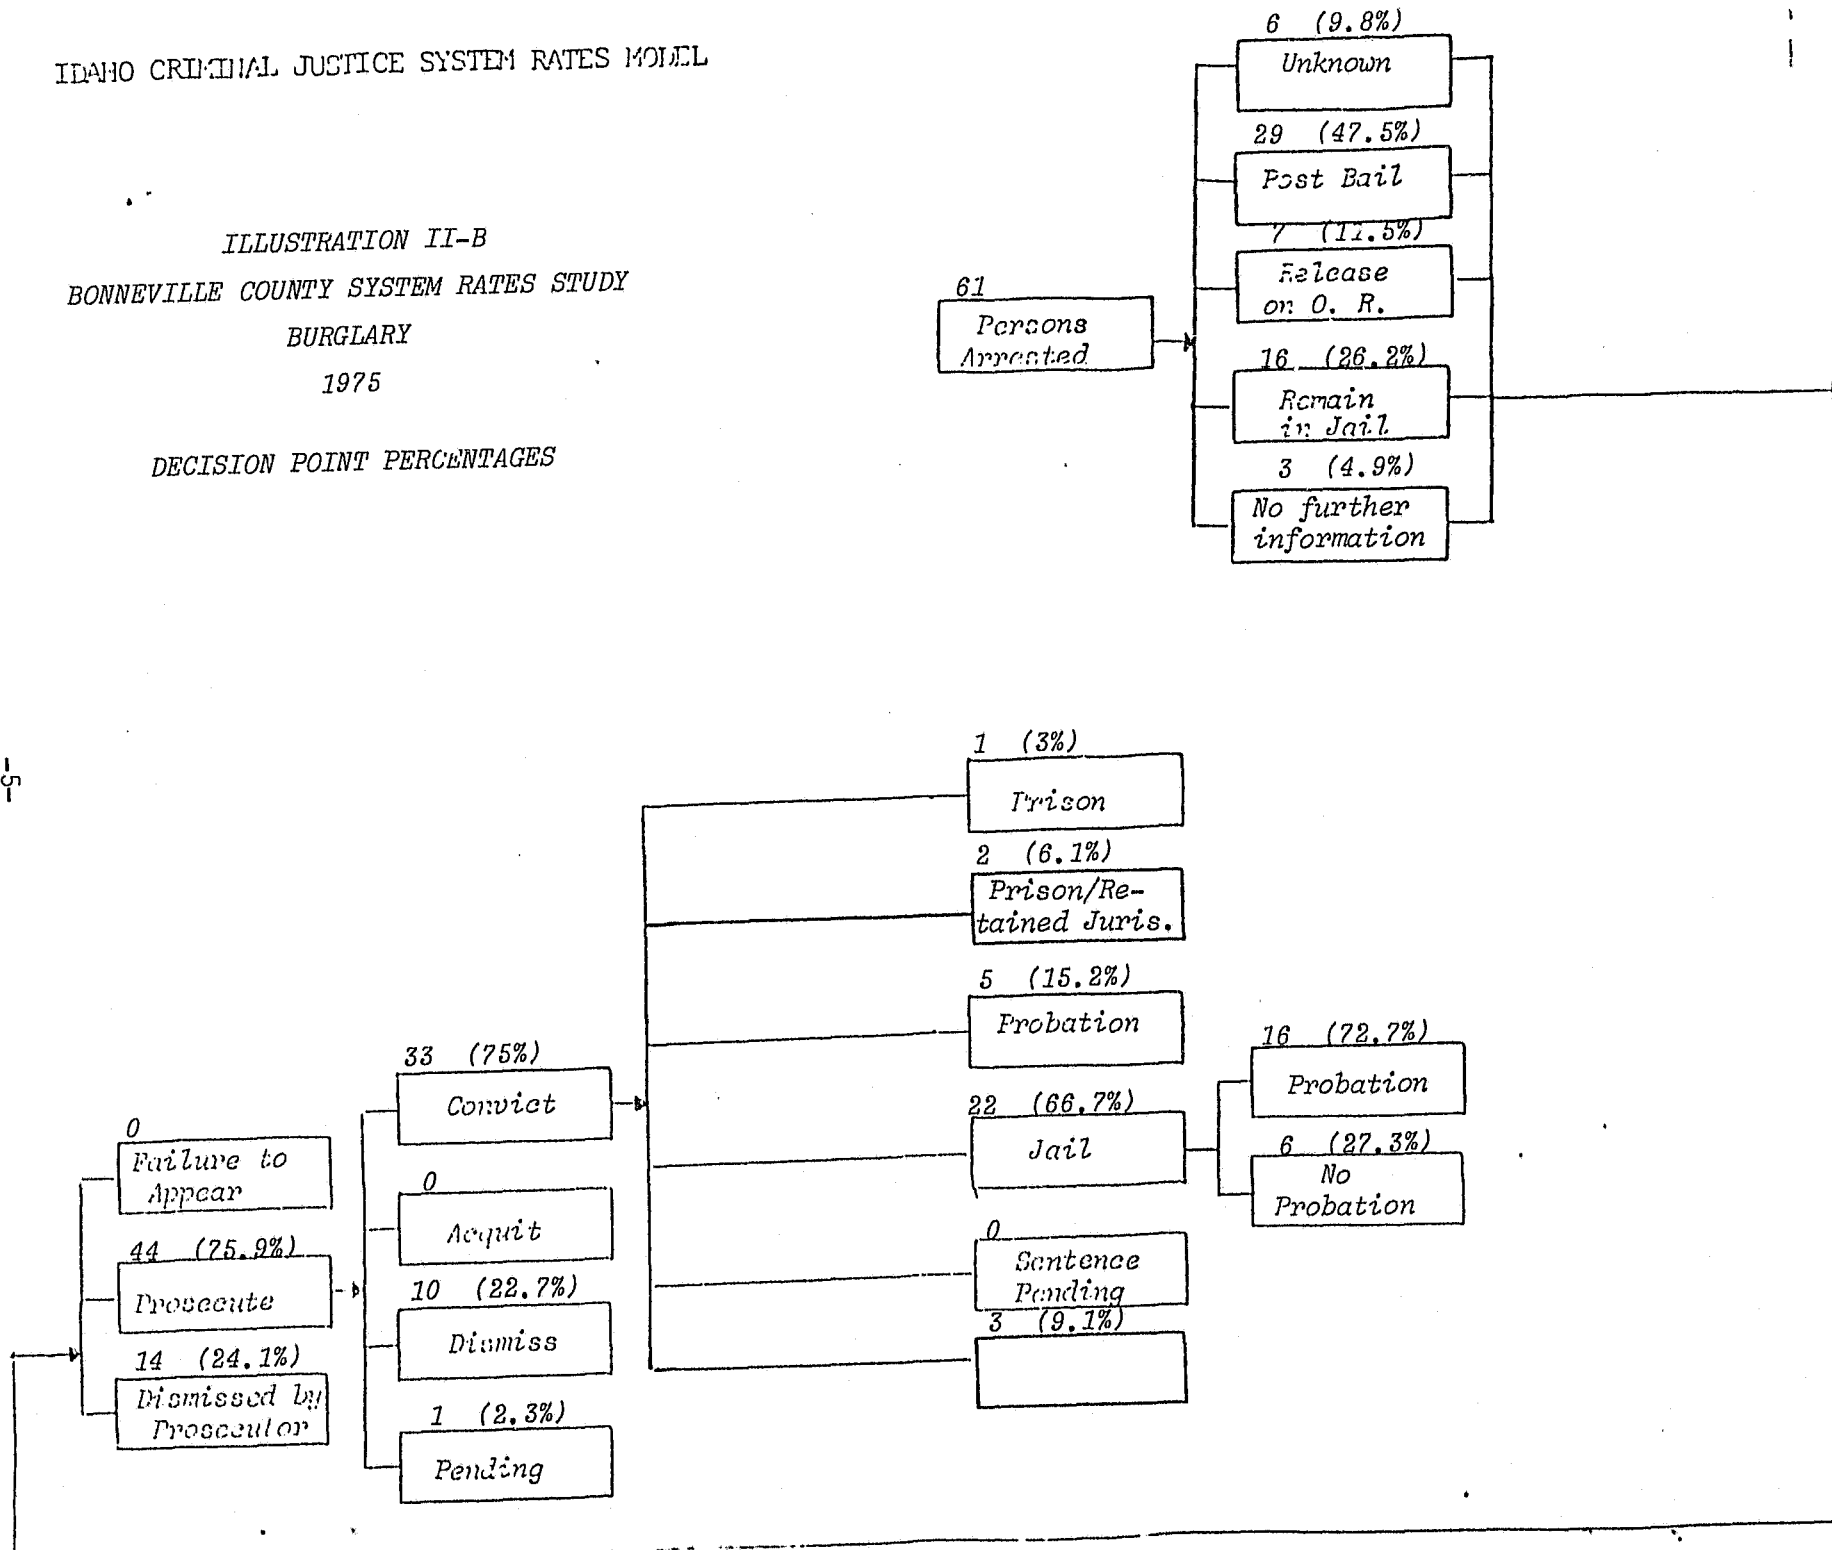 IDAHO CRIMINAL JUSTICE SYSTEM RATES MODEL
ILLUSTRATION II-B
BONNEVILLE COUNTY SYSTEM RATES STUDY
BURGLARY
1975
DECISION POINT PERCENTAGES
61
Persons
Arrested
6 (9.8%)
Unknown
29 (47.5%)
Post Bail
7 (11.5%)
Release
on O. R.
16 (26.2%)
Remain
in Jail
3 (4.9%)
No further
information
-5-
0
Failure to
Appear
44 (75.9%)
Prosecute
14 (24.1%)
Dismissed by
Prosecutor
33 (75%)
Convict
0
Acquit
10 (22.7%)
Dismiss
1 (2.3%)
Pending
1 (3%)
Prison
2 (6.1%)
Prison/Re-
tained Juris.
5 (15.2%)
Probation
22 (66.7%)
Jail
0
Sentence
Pending
3 (9.1%)
16 (72.7%)
Probation
6 (27.3%)
No
Probation